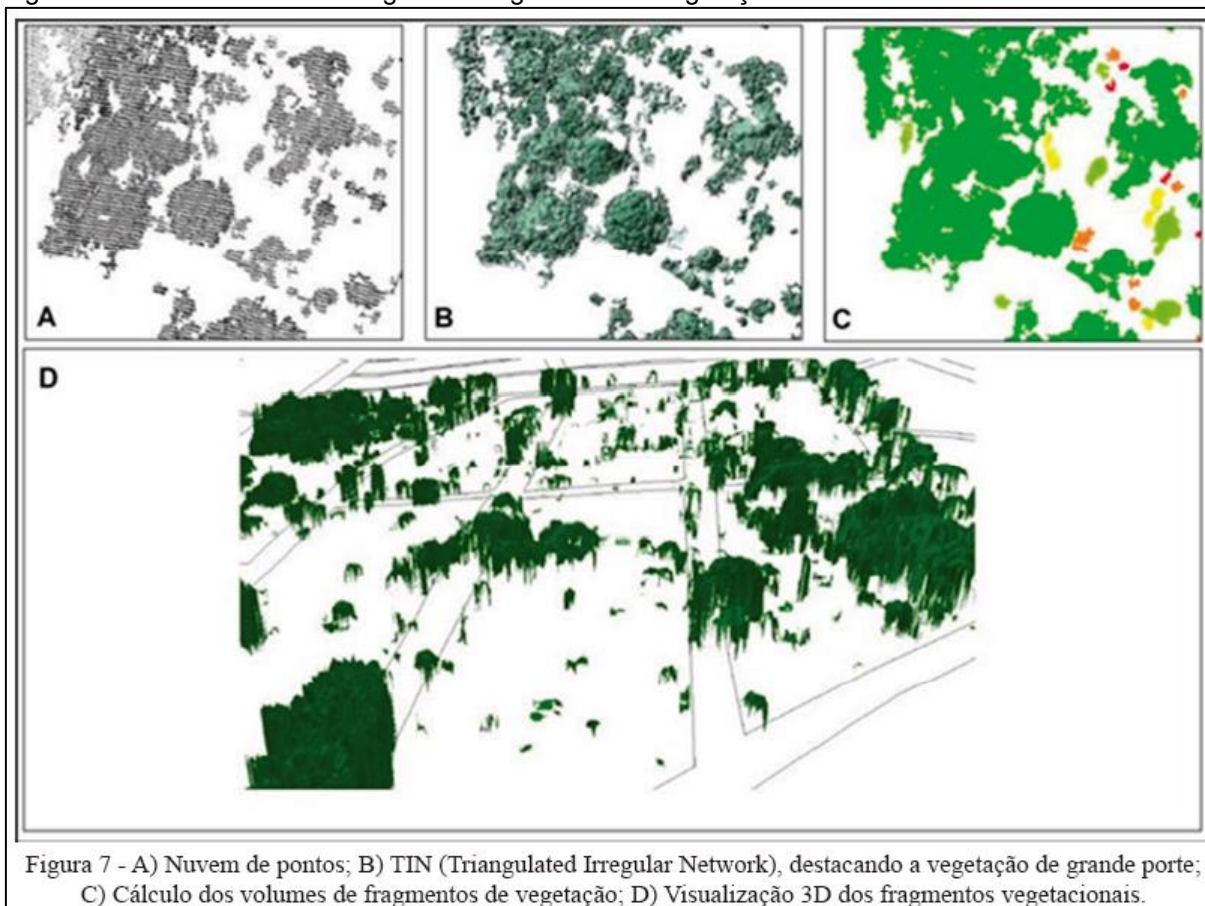 A
B
C
D
Figura 7 - A) Nuvem de pontos; B) TIN (Triangulated Irregular Network), destacando a vegetação de grande porte;
C) Cálculo dos volumes de fragmentos de vegetação; D) Visualização 3D dos fragmentos vegetacionais.